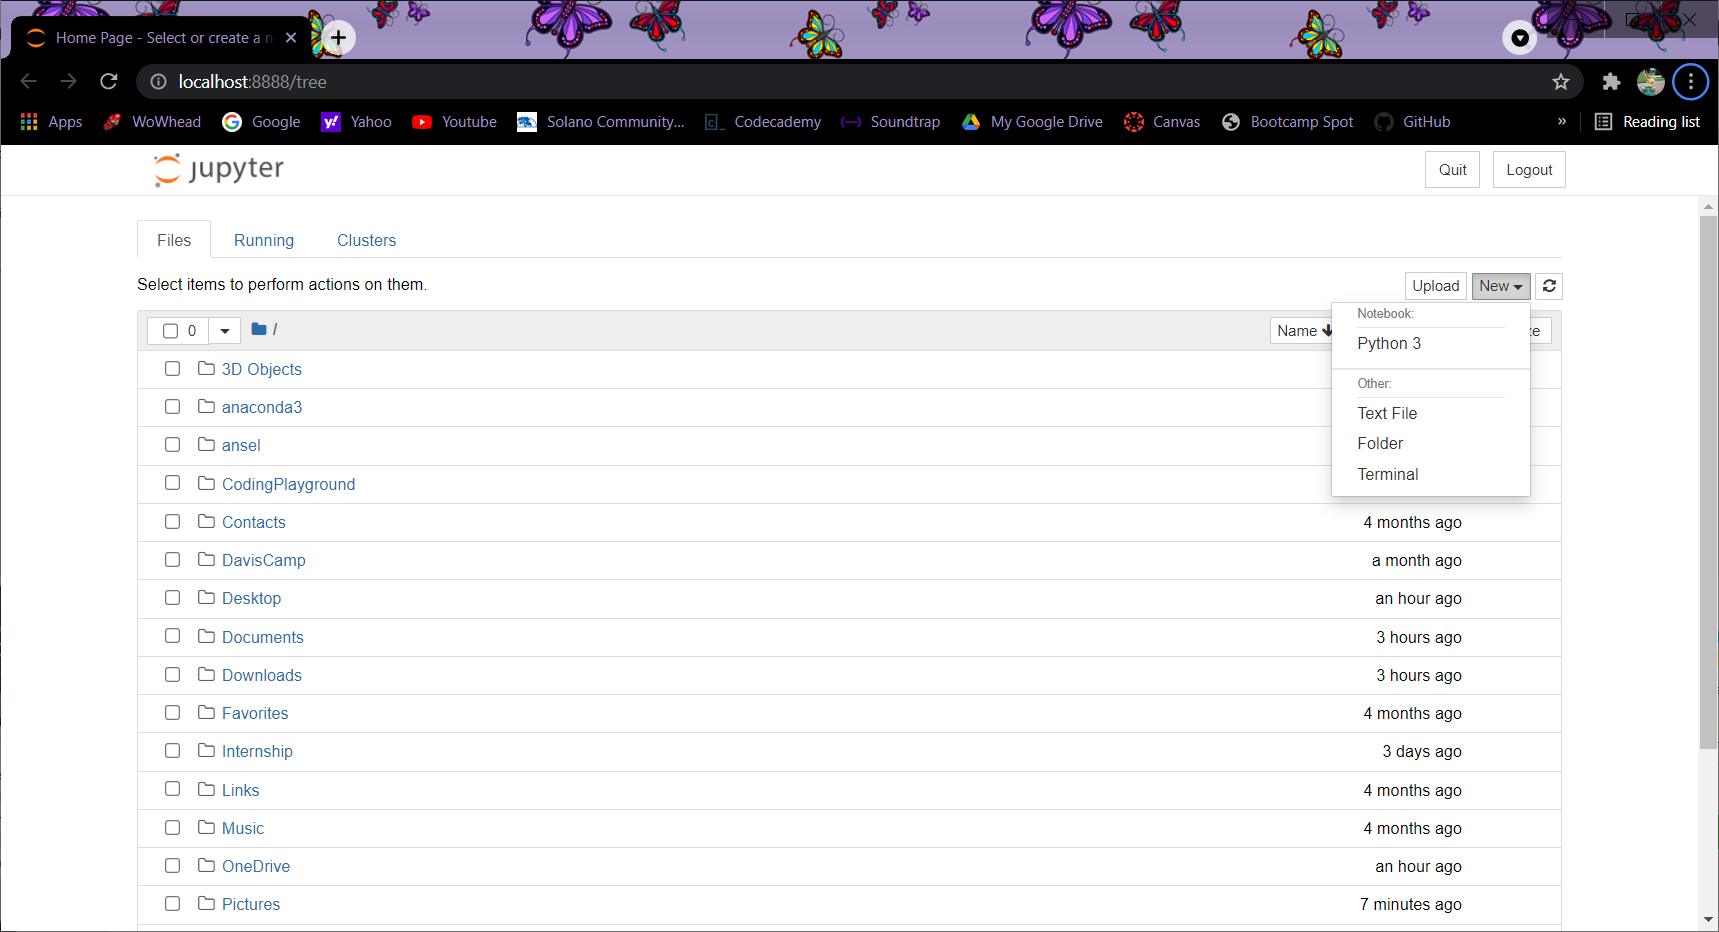 Home Page - Select or create a n
localhost:8888/tree
Apps WoWhead Google Yahoo Youtube Solano Community... Codecademy Soundtrap My Google Drive Canvas Bootcamp Spot GitHub » Reading list
jupyter Quit Logout
Files Running Clusters
Select items to perform actions on them. Upload New
0 / Name ze
Notebook:
Python 3
Other:
Text File
Folder
Terminal
3D Objects
anaconda3
ansel
CodingPlayground
Contacts 4 months ago
DavisCamp a month ago
Desktop an hour ago
Documents 3 hours ago
Downloads 3 hours ago
Favorites 4 months ago
Internship 3 days ago
Links 4 months ago
Music 4 months ago
OneDrive an hour ago
Pictures 7 minutes ago